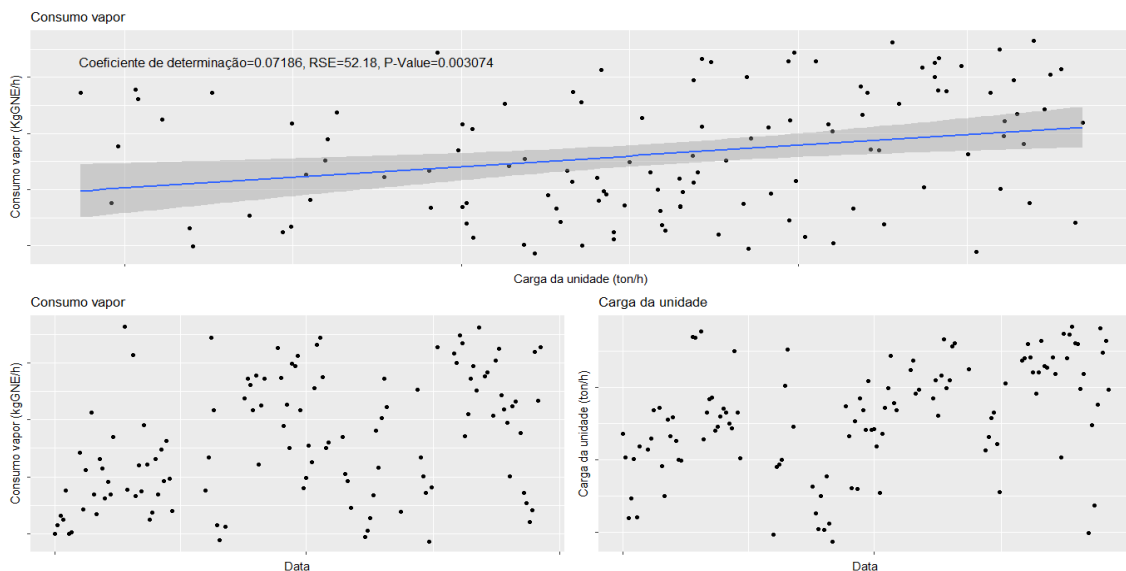 Consumo vapor
Coeficiente de determinação=0.07186, RSE=52.18, P-Value=0.003074
Consumo vapor (KgGNE/h)
Carga da unidade (ton/h)
Consumo vapor
Consumo vapor (kgGNE/h)
Data
Carga da unidade
Carga da unidade (ton/h)
Data